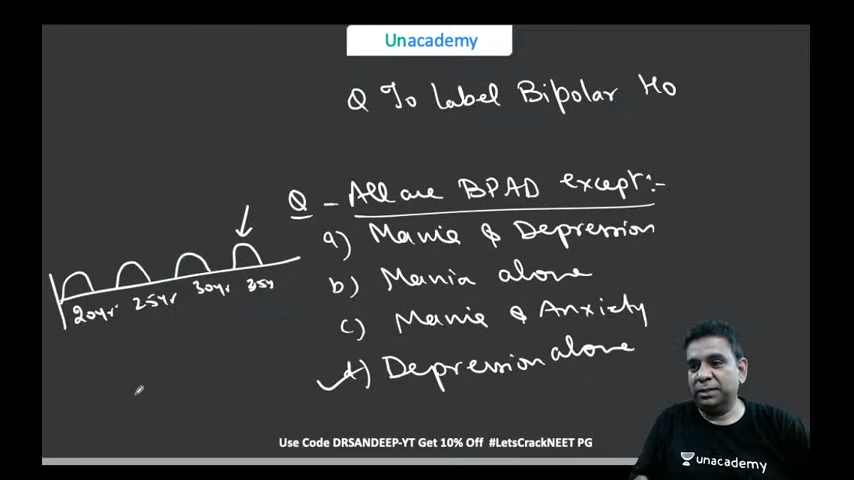 Unacademy
Q To Label Bipolar Ho
Q - All are BPAD except:-
a) Mania & Depression
b) Mania alone
c) Mania & Anxiety
d) Depression alone
20yr 25yr 30yr 35y
Use Code DRSANDEEP-YT Get 10% Off #LetsCrackNEET PG
unacademy